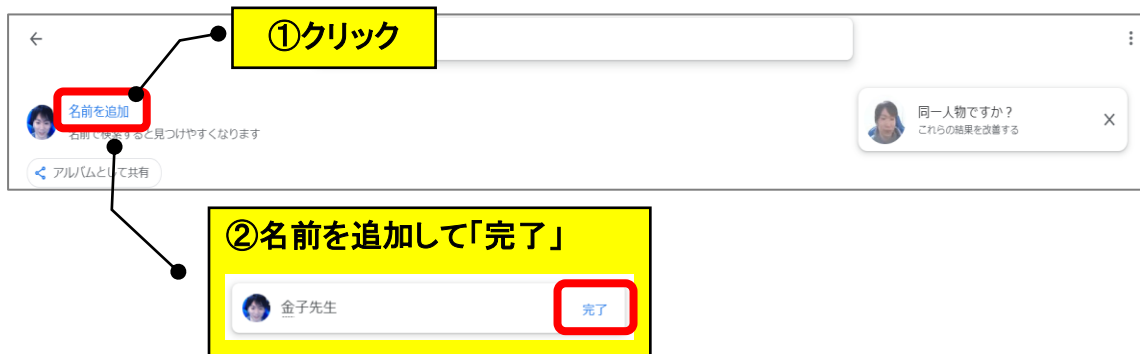 ①クリック
名前を追加
名前で検索すると見つけやすくなります
アルバムとして共有
同一人物ですか？
これらの結果を改善する
②名前を追加して「完了」
金子先生
完了